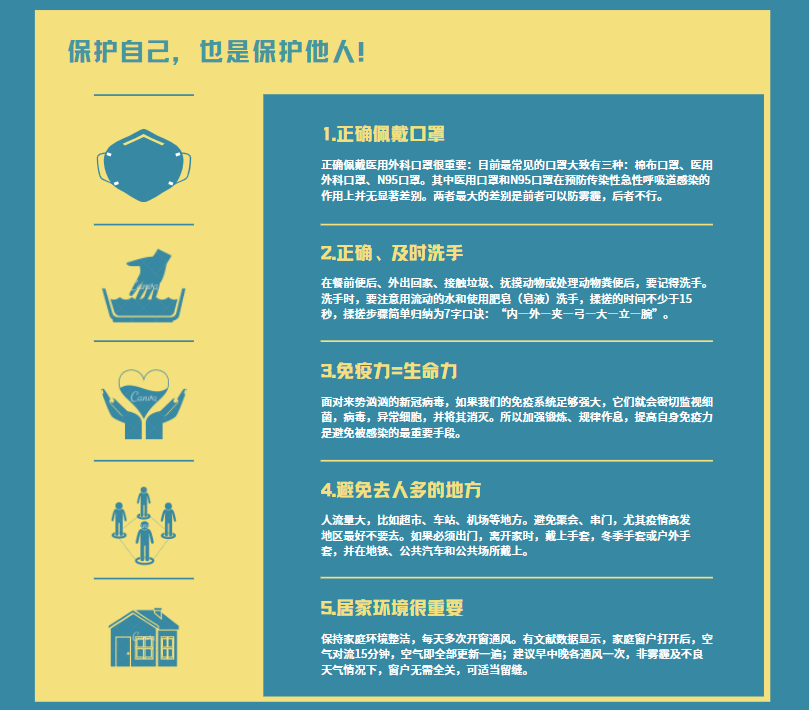 保护自己，也是保护他人!
1.正确佩戴口罩
正确佩戴医用外科口罩很重要：目前最常见的口罩大致有三种：棉布口罩、医用
外科口罩、N95口罩。其中医用口罩和N95口罩在预防传染性急性呼吸道感染的
作用上并无显著差别。两者最大的差别是前者可以防雾霾，后者不行。
2.正确、及时洗手
在餐前便后、外出回家、接触垃圾、抚摸动物或处理动物粪便后，要记得洗手。
洗手时，要注意用流动的水和使用肥皂（皂液）洗手，揉搓的时间不少于15
秒，揉搓步骤简单归纳为7字口诀：“内—外—夹—弓—大—立—腕”。
3.免疫力=生命力
面对来势汹汹的新冠病毒，如果我们的免疫系统足够强大，它们就会密切监视细
菌，病毒，异常细胞，并将其消灭。所以加强锻炼、规律作息，提高自身免疫力
是避免被感染的最重要手段。
Canva
4.避免去人多的地方
人流量大，比如超市、车站、机场等地方。避免聚会、串门，尤其疫情高发
地区最好不要去。如果必须出门，离开家时，戴上手套，冬季手套或户外手
套，并在地铁、公共汽车和公共场所戴上。
5.居家环境很重要
保持家庭环境整洁，每天多次开窗通风。有文献数据显示，家庭窗户打开后，空
气对流15分钟，空气即全部更新一遍；建议早中晚各通风一次，非雾霾及不良
天气情况下，窗户无需全关，可适当留缝。